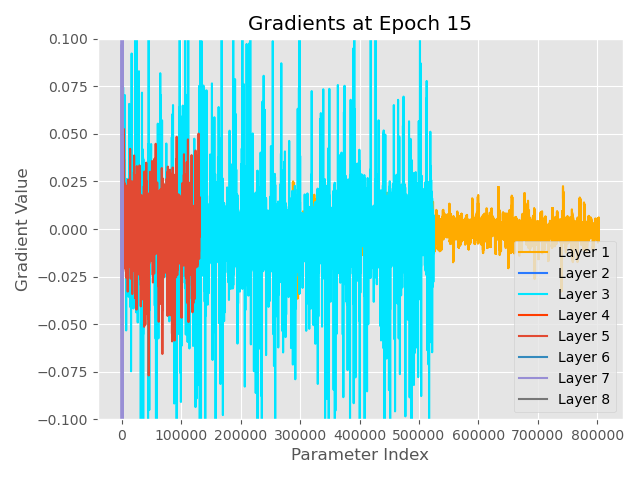 Gradients at Epoch 15
0.100
0.075
0.050
0.025
0.000
−0.025
−0.050
−0.075
−0.100
Gradient Value
Layer 1
Layer 2
Layer 3
Layer 4
Layer 5
Layer 6
Layer 7
Layer 8
0 100000 200000 300000 400000 500000 600000 700000 800000
Parameter Index